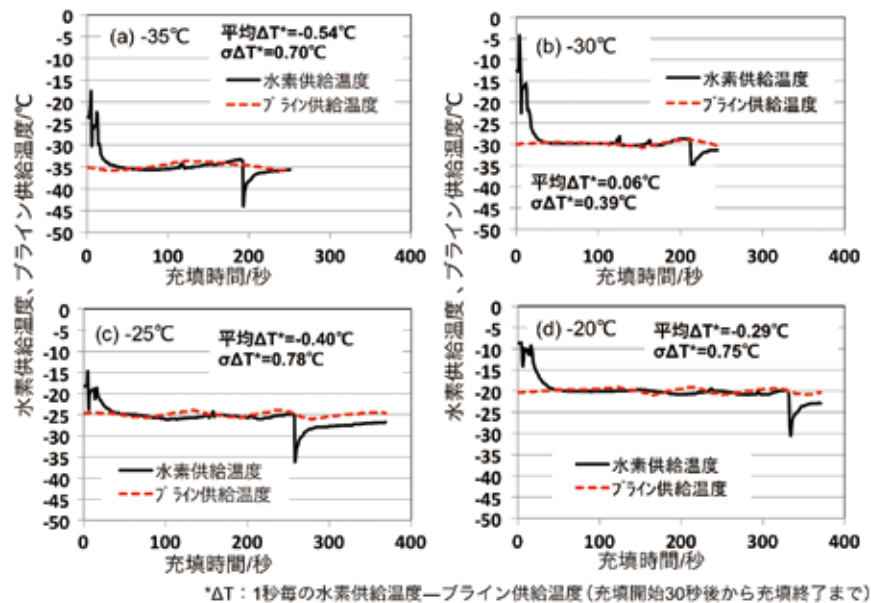 水素供給温度、ブライン供給温度/℃
0
-5
-10
-15
-20
-25
-30
-35
-40
-45
-50
(a) -35℃
平均ΔT*=-0.54℃
σΔT*=0.70℃
水素供給温度
ブライン供給温度
0
100
200
300
400
充填時間/秒
水素供給温度、ブライン供給温度/℃
0
-5
-10
-15
-20
-25
-30
-35
-40
-45
-50
(b) -30℃
水素供給温度
ブライン供給温度
平均ΔT*=0.06℃
σΔT*=0.39℃
0
100
200
300
400
充填時間/秒
0
-5
-10
-15
-20
-25
-30
-35
-40
-45
-50
(c) -25℃
平均ΔT*=-0.40℃
σΔT*=0.78℃
水素供給温度
ブライン供給温度
0
100
200
300
400
充填時間/秒
0
-5
-10
-15
-20
-25
-30
-35
-40
-45
-50
(d) -20℃
平均ΔT*=-0.29℃
σΔT*=0.75℃
水素供給温度
ブライン供給温度
0
100
200
300
400
充填時間/秒
*ΔT：1秒毎の水素供給温度―ブライン供給温度（充填開始30秒後から充填終了まで）